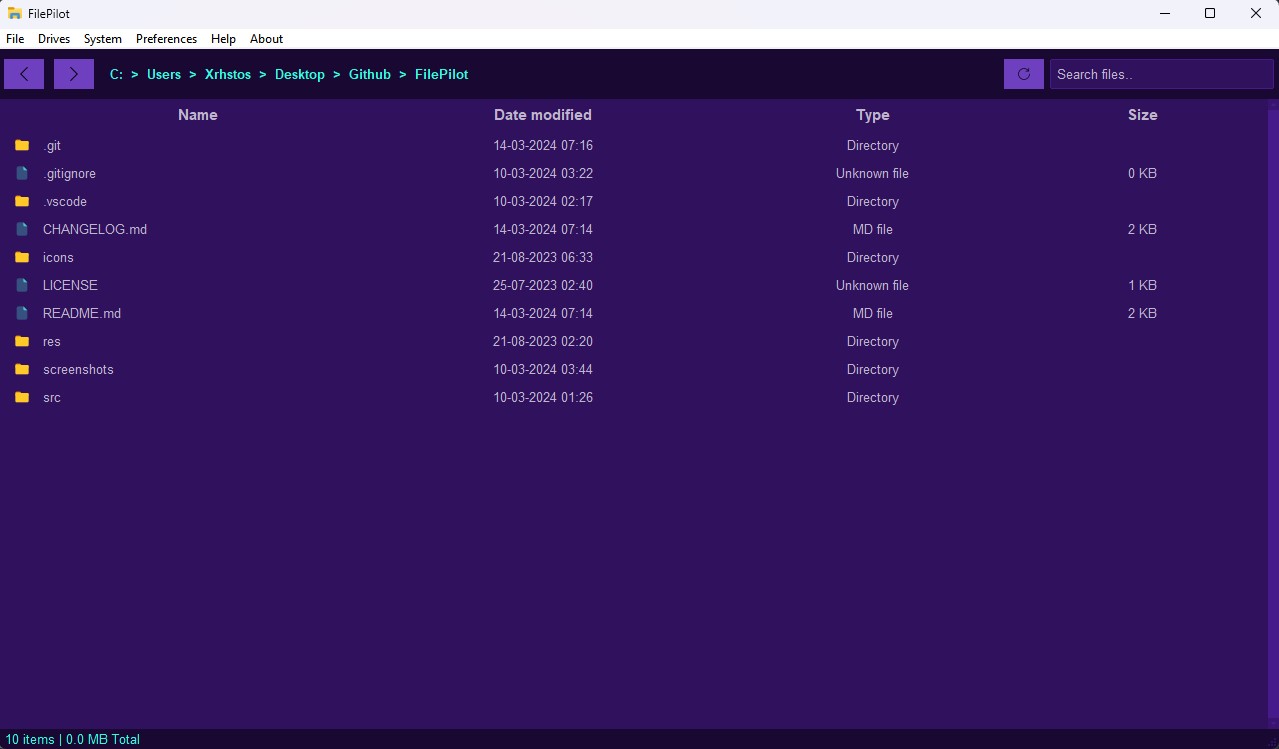 FilePilot
File Drives System Preferences Help About
C: > Users > Xrhstos > Desktop > Github > FilePilot Search files..
Name Date modified Type Size
.git 14-03-2024 07:16 Directory
.gitignore 10-03-2024 03:22 Unknown file 0 KB
.vscode 10-03-2024 02:17 Directory
CHANGELOG.md 14-03-2024 07:14 MD file 2 KB
icons 21-08-2023 06:33 Directory
LICENSE 25-07-2023 02:40 Unknown file 1 KB
README.md 14-03-2024 07:14 MD file 2 KB
res 21-08-2023 02:20 Directory
screenshots 10-03-2024 03:44 Directory
src 10-03-2024 01:26 Directory
10 items | 0.0 MB Total